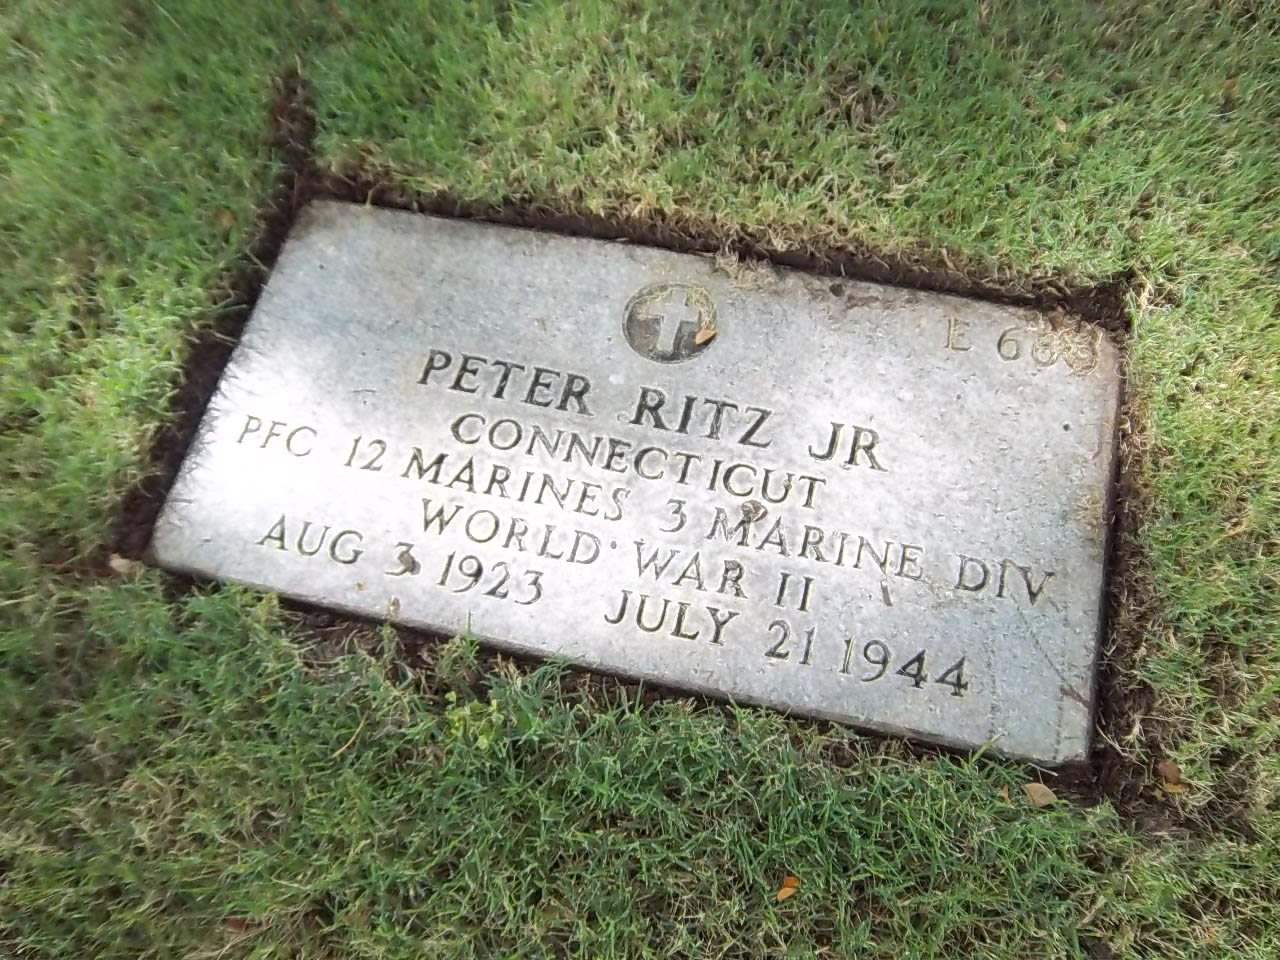 E
PETER RITZ JR
CONNECTICUT
PFC 12 MARINES 3 MARINE DIV
WORLD WAR II
AUG 3 1923 JULY 21 1944